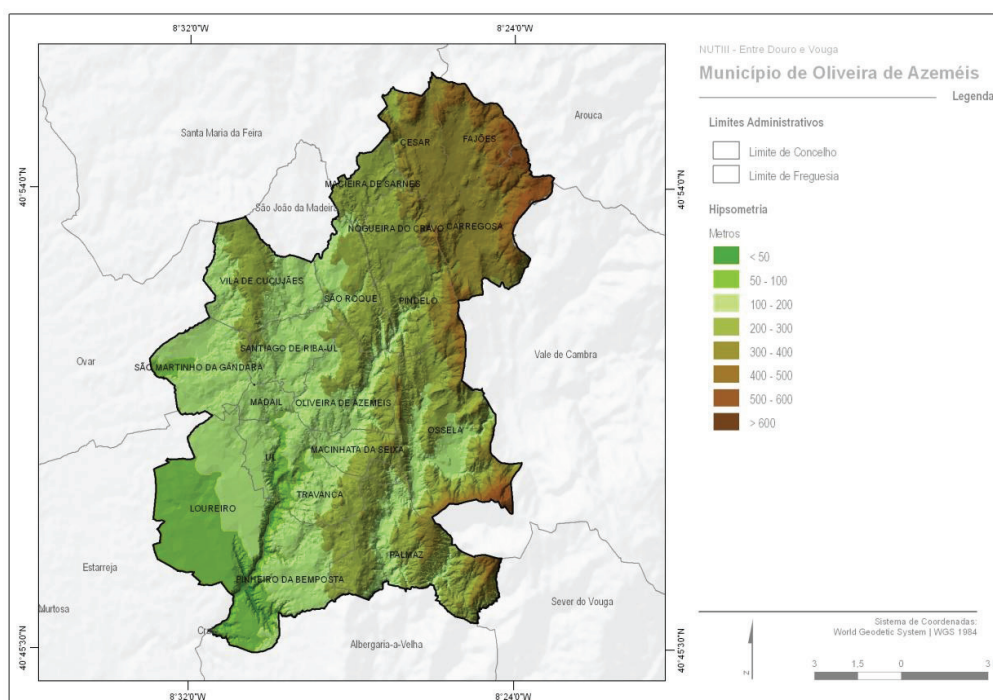 8°32'0"W
8°24'0"W
NUTIII - Entre Douro e Vouga
Município de Oliveira de Azeméis
Legenda
Limites Administrativos
Limite de Concelho
Limite de Freguesia
Hipsometria
Metros
< 50
50 - 100
100 - 200
200 - 300
300 - 400
400 - 500
500 - 600
> 600
40°54'0"N
40°54'0"N
Arouca
Santa Maria da Feira
CESAR
FAJÕES
MACIEIRA DE SARNES
São João da Madeira
NOGUEIRA DO CRAVO
CARREGOSA
VILA DE CUCUJÃES
SÃO ROQUE
PINDELO
Ovar
SANTIAGO DE RIBA-UL
Vale de Cambra
SÃO MARTINHO DA GÂNDARA
MADAIL
OLIVEIRA DE AZEMÉIS
OSSELA
MACINHATA DA SEIXA
UL
TRAVANCA
LOUREIRO
PALMAZ
Estarreja
PINHEIRO DA BEMPOSTA
Sever do Vouga
Murtosa
Albergaria-a-Velha
40°45'30"N
40°45'30"N
8°32'0"W
8°24'0"W
Sistema de Coordenadas:
World Geodetic System | WGS 1984
N
3 1,5 0 3